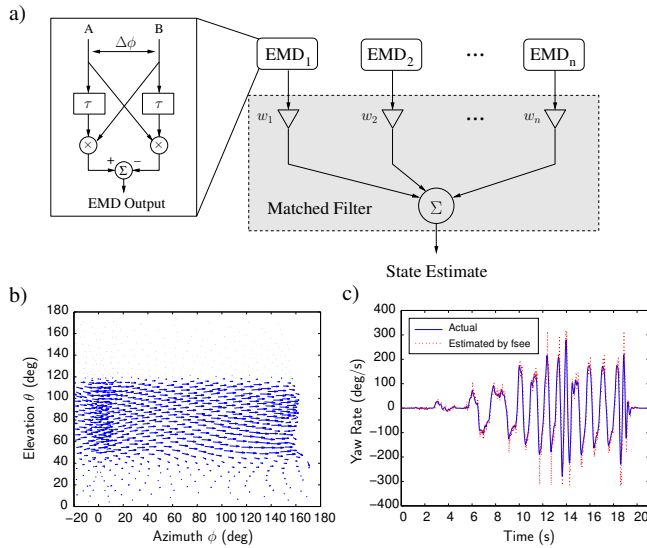 a)
A
B
Δϕ
τ
τ
×
×
+
−
Σ
EMD Output
EMD1
EMD2
...
EMDn
w1
w2
...
wn
Matched Filter
Σ
State Estimate
b)
180
160
140
120
100
80
60
40
20
0
Elevation θ (deg)
−20 0 20 40 60 80 100 120 140 160 180
Azimuth ϕ (deg)
c)
400
300
200
100
0
−100
−200
−300
−400
Yaw Rate (deg/s)
Actual
Estimated by fsee
0 2 4 6 8 10 12 14 16 18 20
Time (s)